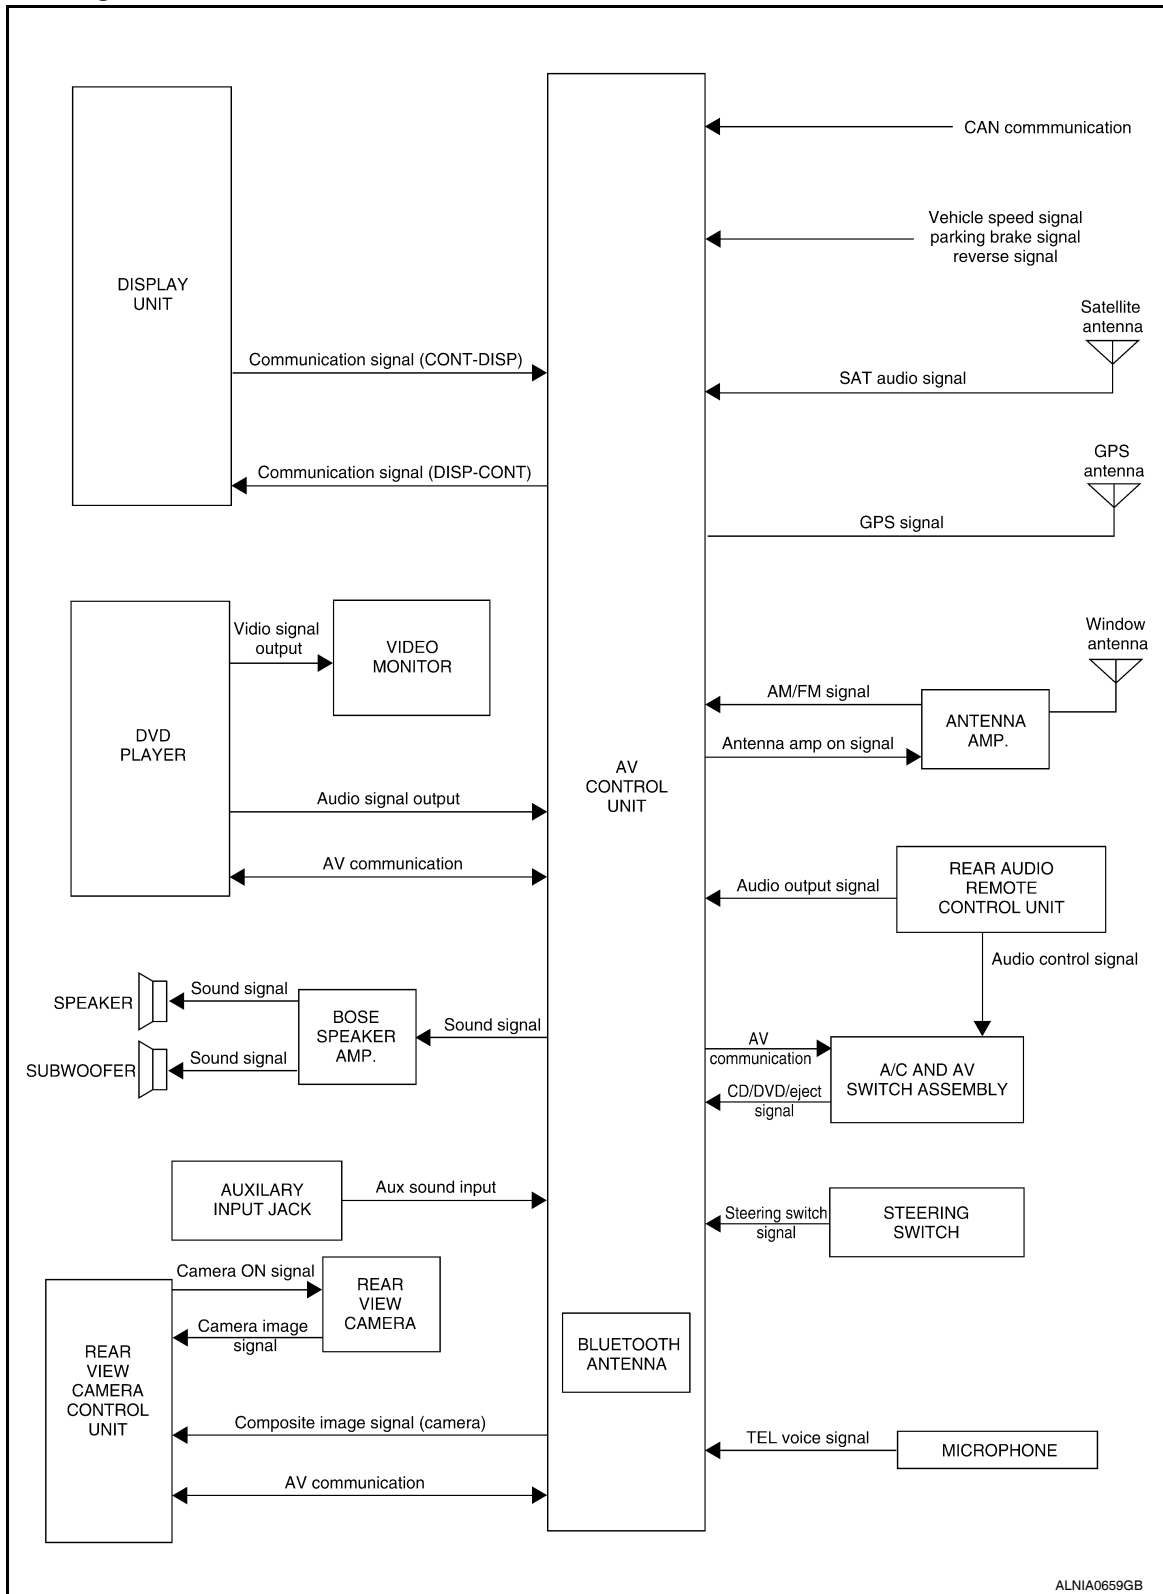 CAN commmunication
Vehicle speed signal
parking brake signal
reverse signal
DISPLAY
UNIT
Satellite
antenna
Communication signal (CONT-DISP)
SAT audio signal
Communication signal (DISP-CONT)
GPS
antenna
GPS signal
Vidio signal
output
VIDEO
MONITOR
Window
antenna
AM/FM signal
ANTENNA
AMP.
Antenna amp on signal
DVD
PLAYER
AV
CONTROL
UNIT
Audio signal output
AV communication
REAR AUDIO
REMOTE
CONTROL UNIT
Audio output signal
Audio control signal
SPEAKER
Sound signal
BOSE
SPEAKER
AMP.
Sound signal
SUBWOOFER
Sound signal
AV
communication
A/C AND AV
SWITCH ASSEMBLY
CD/DVD/eject
signal
AUXILARY
INPUT JACK
Aux sound input
Steering switch
signal
STEERING
SWITCH
Camera ON signal
REAR
VIEW
CAMERA
Camera image
signal
REAR
VIEW
CAMERA
CONTROL
UNIT
BLUETOOTH
ANTENNA
Composite image signal (camera)
TEL voice signal
MICROPHONE
AV communication
ALNIA0659GB